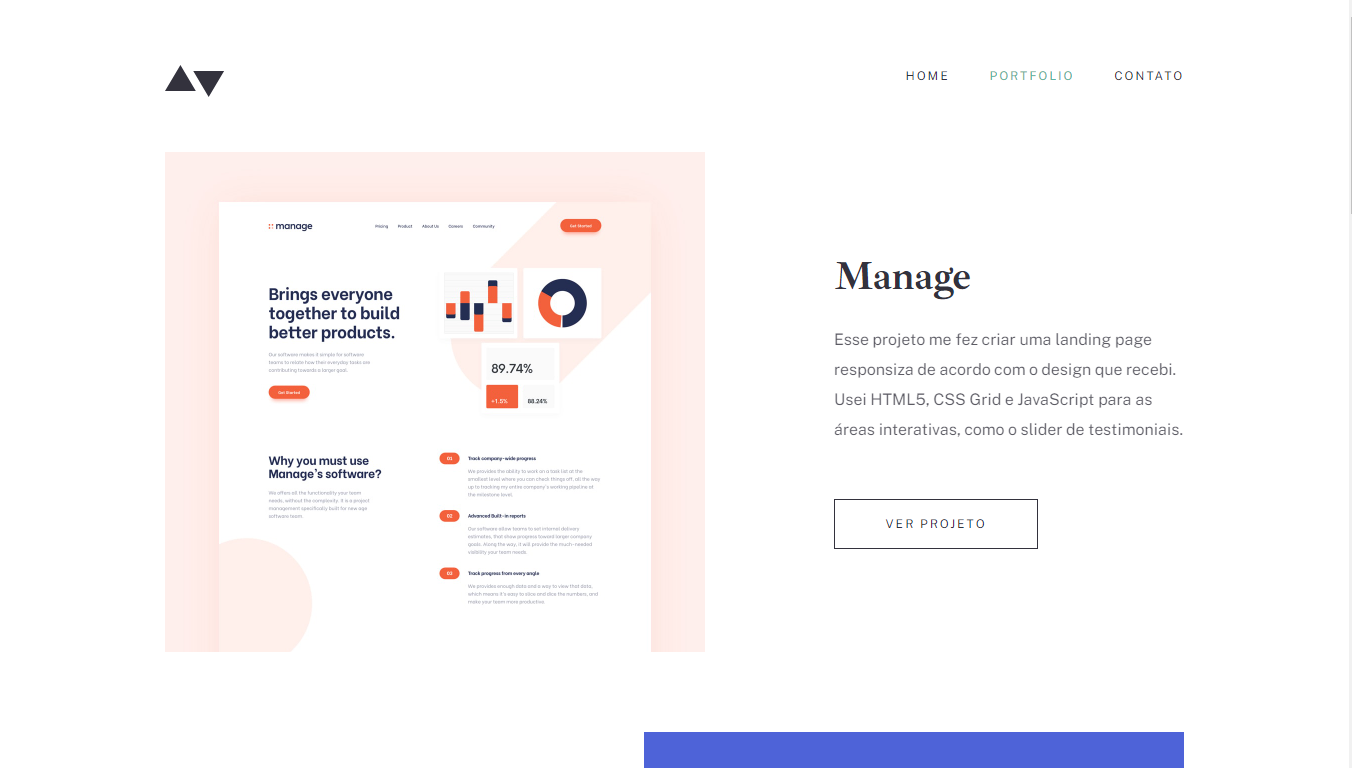 HOME PORTFOLIO CONTATO
manage
Pricing Product About Us Careers Community
Get Started
Brings everyone
together to build
better products.
Our software makes it simple for software
teams to relate how their everyday tasks are
contributing towards a larger goal.
Get Started
89.74%
+1.5% 88.24%
Why you must use
Manage's software?
We offers all the functionality your team
needs, without the complexity. It is a project
management specifically built for new age
software team.
01 Track company-wide progress
We provides the ability to work on a task list at the
smallest level where you can check things off, all the way
up to tracking my entire company's working pipeline at
the milestone level.
02 Advanced Built-in reports
Our software allow teams to set internal delivery
estimates, that show progress toward larger company
goals. Along the way, it will provide the much-needed
visibility your team needs.
03 Track progress from every angle
We provides enough data and a way to view that data,
which means it's easy to slice and dice the numbers, and
make your team more productive.
Manage
Esse projeto me fez criar uma landing page
responsiza de acordo com o design que recebi.
Usei HTML5, CSS Grid e JavaScript para as
áreas interativas, como o slider de testimoniais.
VER PROJETO